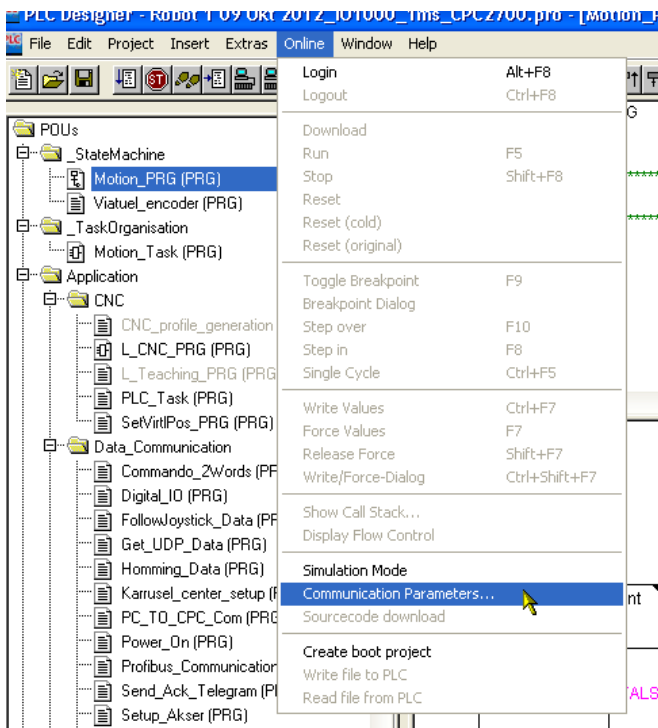 PLC Designer - Robot 1 09 Okt 2012_IO1000_Tms_CPC2700.pro - [Motion_P
File Edit Project Insert Extras Online Window Help
POUs
_StateMachine
Motion_PRG (PRG)
Viatuel_encoder (PRG)
_TaskOrganisation
Motion_Task (PRG)
Application
CNC
CNC_profile_generation
L_CNC_PRG (PRG)
L_Teaching_PRG (PRG
PLC_Task (PRG)
SetVirtlPos_PRG (PRG)
Data_Communication
Commando_2Words (PF
Digital_IO (PRG)
FollowJoystick_Data (PF
Get_UDP_Data (PRG)
Homming_Data (PRG)
Karrusel_center_setup (F
PC_TO_CPC_Com (PRG
Power_On (PRG)
Profibus_Communication
Send_Ack_Telegram (PI
Setup_Akser (PRG)
Login Alt+F8
Logout Ctrl+F8
Download
Run F5
Stop Shift+F8
Reset
Reset (cold)
Reset (original)
Toggle Breakpoint F9
Breakpoint Dialog
Step over F10
Step in F8
Single Cycle Ctrl+F5
Write Values Ctrl+F7
Force Values F7
Release Force Shift+F7
Write/Force-Dialog Ctrl+Shift+F7
Show Call Stack...
Display Flow Control
Simulation Mode
Communication Parameters...
Sourcecode download
Create boot project
Write file to PLC
Read file from PLC
G
nt
ALS